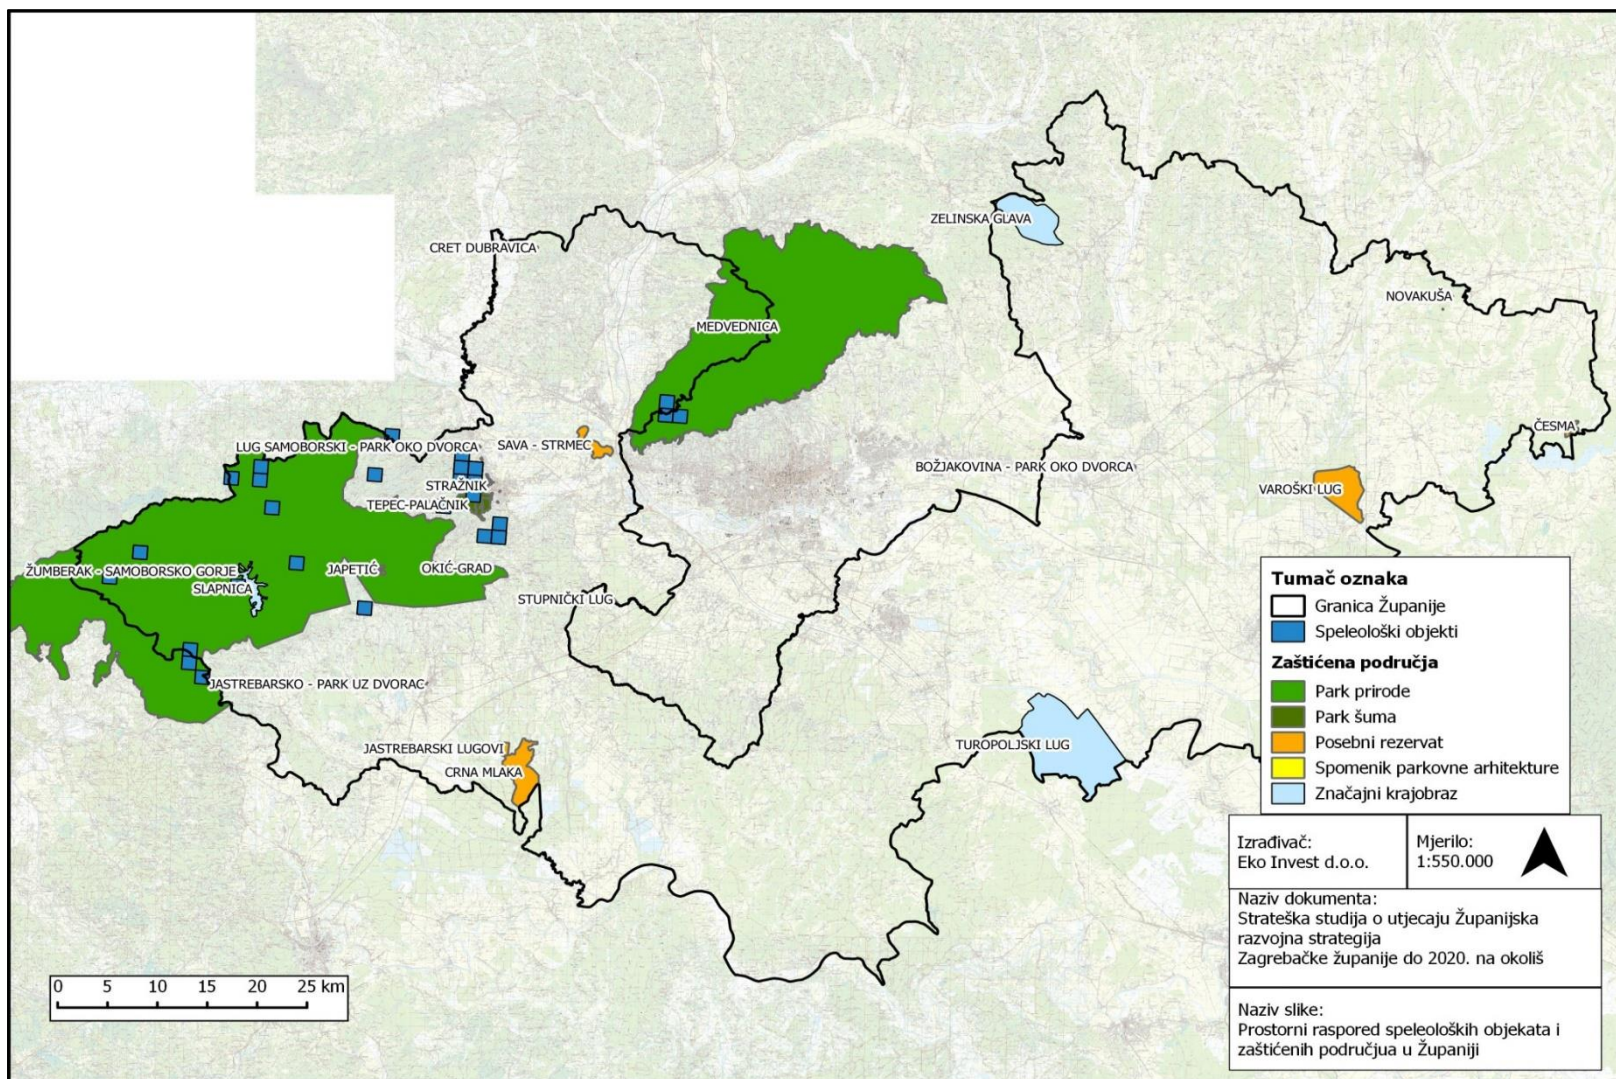 ZELINSKA GLAVA
CRET DUBRAVICA
NOVAKUŠA
MEDVEDNICA
ČESMA
LUG SAMOBORSKI - PARK OKO DVORCA
SAVA - STRMEC
BOŽJAKOVINA - PARK OKO DVORCA
STRAŽNIK
VAROŠKI LUG
TEPEC-PALAČNIK
ŽUMBERAK - SAMOBORSKO GORJE
JAPETIĆ
OKIĆ-GRAD
SLAPNICA
STUPNIČKI LUG
JASTREBARSKO - PARK UZ DVORAC
JASTREBARSKI LUGOVI
TUROPOLJSKI LUG
CRNA MLAKA
Tumač oznaka
Granica Županije
Speleološki objekti
Zaštićena područja
Park prirode
Park šuma
Posebni rezervat
Spomenik parkovne arhitekture
Značajni krajobraz
Izrađivač:
Eko Invest d.o.o.
Mjerilo:
1:550.000
Naziv dokumenta:
Strateška studija o utjecaju Županijska
razvojna strategija
Zagrebačke županije do 2020. na okoliš
Naziv slike:
Prostorni raspored speleoloških objekata i
zaštićenih područjua u Županiji
0 5 10 15 20 25 km